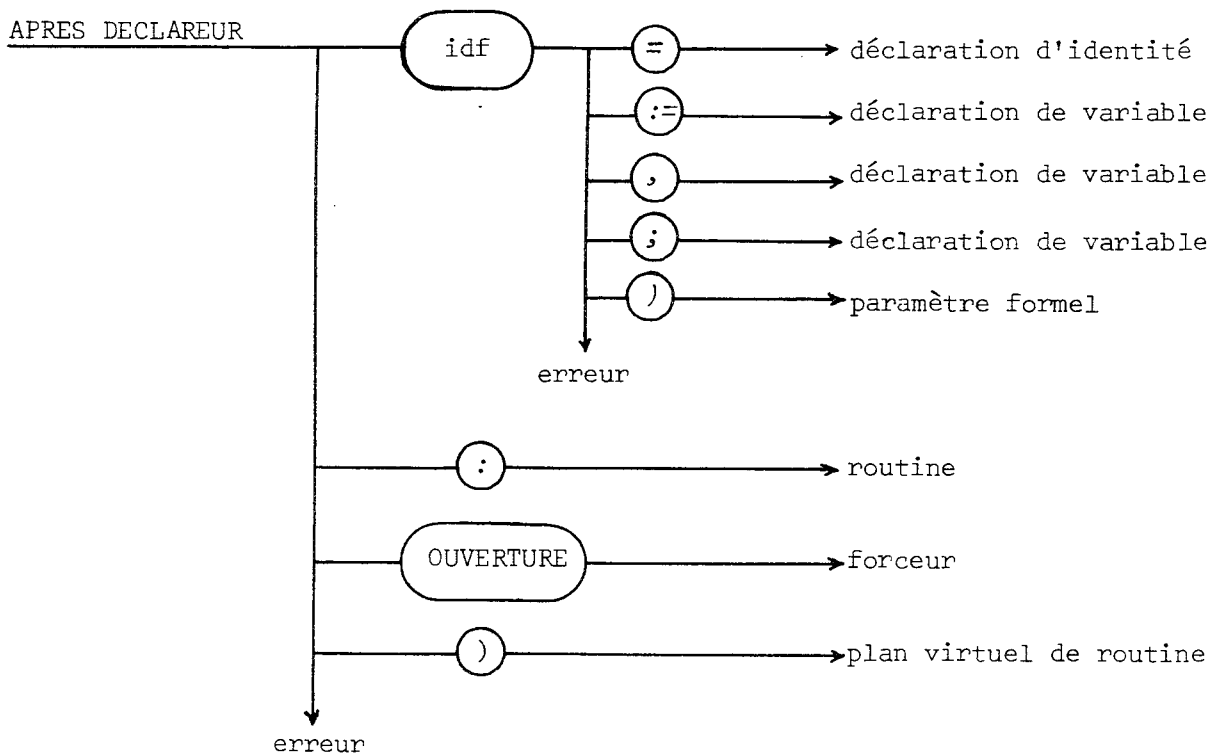 APRES DECLAREUR
idf
= déclaration d'identité
:= déclaration de variable
, déclaration de variable
; déclaration de variable
) paramètre formel
erreur
: routine
OUVERTURE forceur
) plan virtuel de routine
erreur